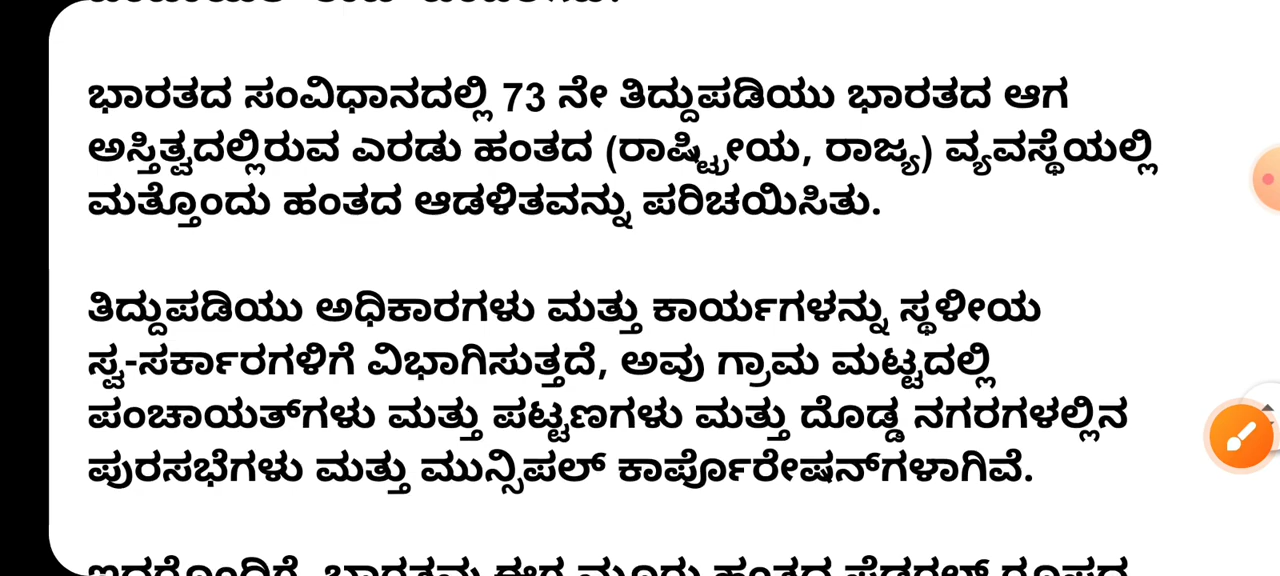 ಭಾರತದ ಸಂವಿಧಾನದಲ್ಲಿ 73 ನೇ ತಿದ್ದುಪಡಿಯು ಭಾರತದ ಆಗ
ಅಸ್ತಿತ್ವದಲ್ಲಿರುವ ಎರಡು ಹಂತದ (ರಾಷ್ಟ್ರೀಯ, ರಾಜ್ಯ) ವ್ಯವಸ್ಥೆಯಲ್ಲಿ
ಮತ್ತೊಂದು ಹಂತದ ಆಡಳಿತವನ್ನು ಪರಿಚಯಿಸಿತು.
ತಿದ್ದುಪಡಿಯು ಅಧಿಕಾರಗಳು ಮತ್ತು ಕಾರ್ಯಗಳನ್ನು ಸ್ಥಳೀಯ
ಸ್ವ-ಸರ್ಕಾರಗಳಿಗೆ ವಿಭಾಗಿಸುತ್ತದೆ, ಅವು ಗ್ರಾಮ ಮಟ್ಟದಲ್ಲಿ
ಪಂಚಾಯತ್‌ಗಳು ಮತ್ತು ಪಟ್ಟಣಗಳು ಮತ್ತು ದೊಡ್ಡ ನಗರಗಳಲ್ಲಿನ
ಪುರಸಭೆಗಳು ಮತ್ತು ಮುನ್ಸಿಪಲ್ ಕಾರ್ಪೊರೇಷನ್‌ಗಳಾಗಿವೆ.